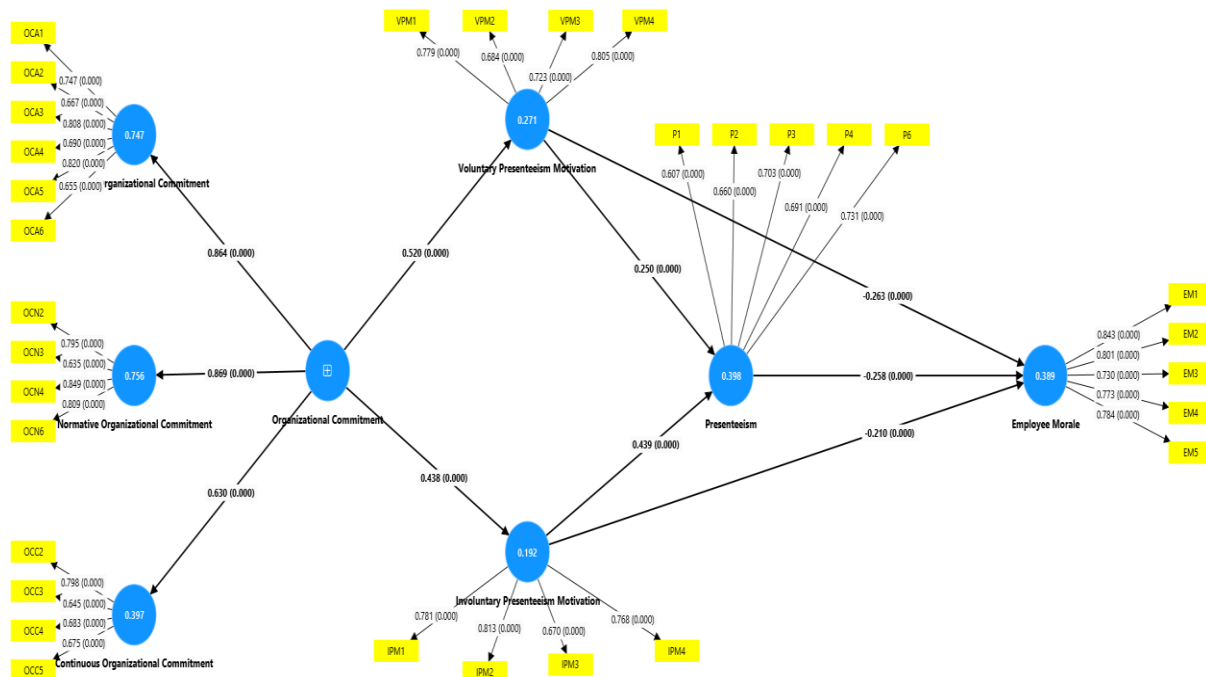 OCA1
OCA2
OCA3
OCA4
OCA5
OCA6
0.747 (0.000)
0.667 (0.000)
0.808 (0.000)
0.690 (0.000)
0.820 (0.000)
0.655 (0.000)
0.747
rganizational Commitment
VPM1
VPM2
VPM3
VPM4
0.779 (0.000)
0.684 (0.000)
0.723 (0.000)
0.805 (0.000)
0.271
Voluntary Presenteeism Motivation
P1
P2
P3
P4
P6
0.607 (0.000)
0.660 (0.000)
0.703 (0.000)
0.691 (0.000)
0.731 (0.000)
0.864 (0.000)
0.520 (0.000)
0.250 (0.000)
-0.263 (0.000)
OCN2
OCN3
OCN4
OCN6
0.795 (0.000)
0.635 (0.000)
0.849 (0.000)
0.809 (0.000)
0.756
Normative Organizational Commitment
0.869 (0.000)
Organizational Commitment
0.398
Presenteeism
-0.258 (0.000)
0.389
Employee Morale
EM1
EM2
EM3
EM4
EM5
0.843 (0.000)
0.801 (0.000)
0.730 (0.000)
0.773 (0.000)
0.784 (0.000)
0.630 (0.000)
0.438 (0.000)
0.439 (0.000)
-0.210 (0.000)
OCC2
OCC3
OCC4
OCC5
0.798 (0.000)
0.645 (0.000)
0.683 (0.000)
0.675 (0.000)
0.397
Continuous Organizational Commitment
0.192
Involuntary Presenteeism Motivation
0.781 (0.000)
0.813 (0.000)
0.670 (0.000)
0.768 (0.000)
IPM1
IPM2
IPM3
IPM4